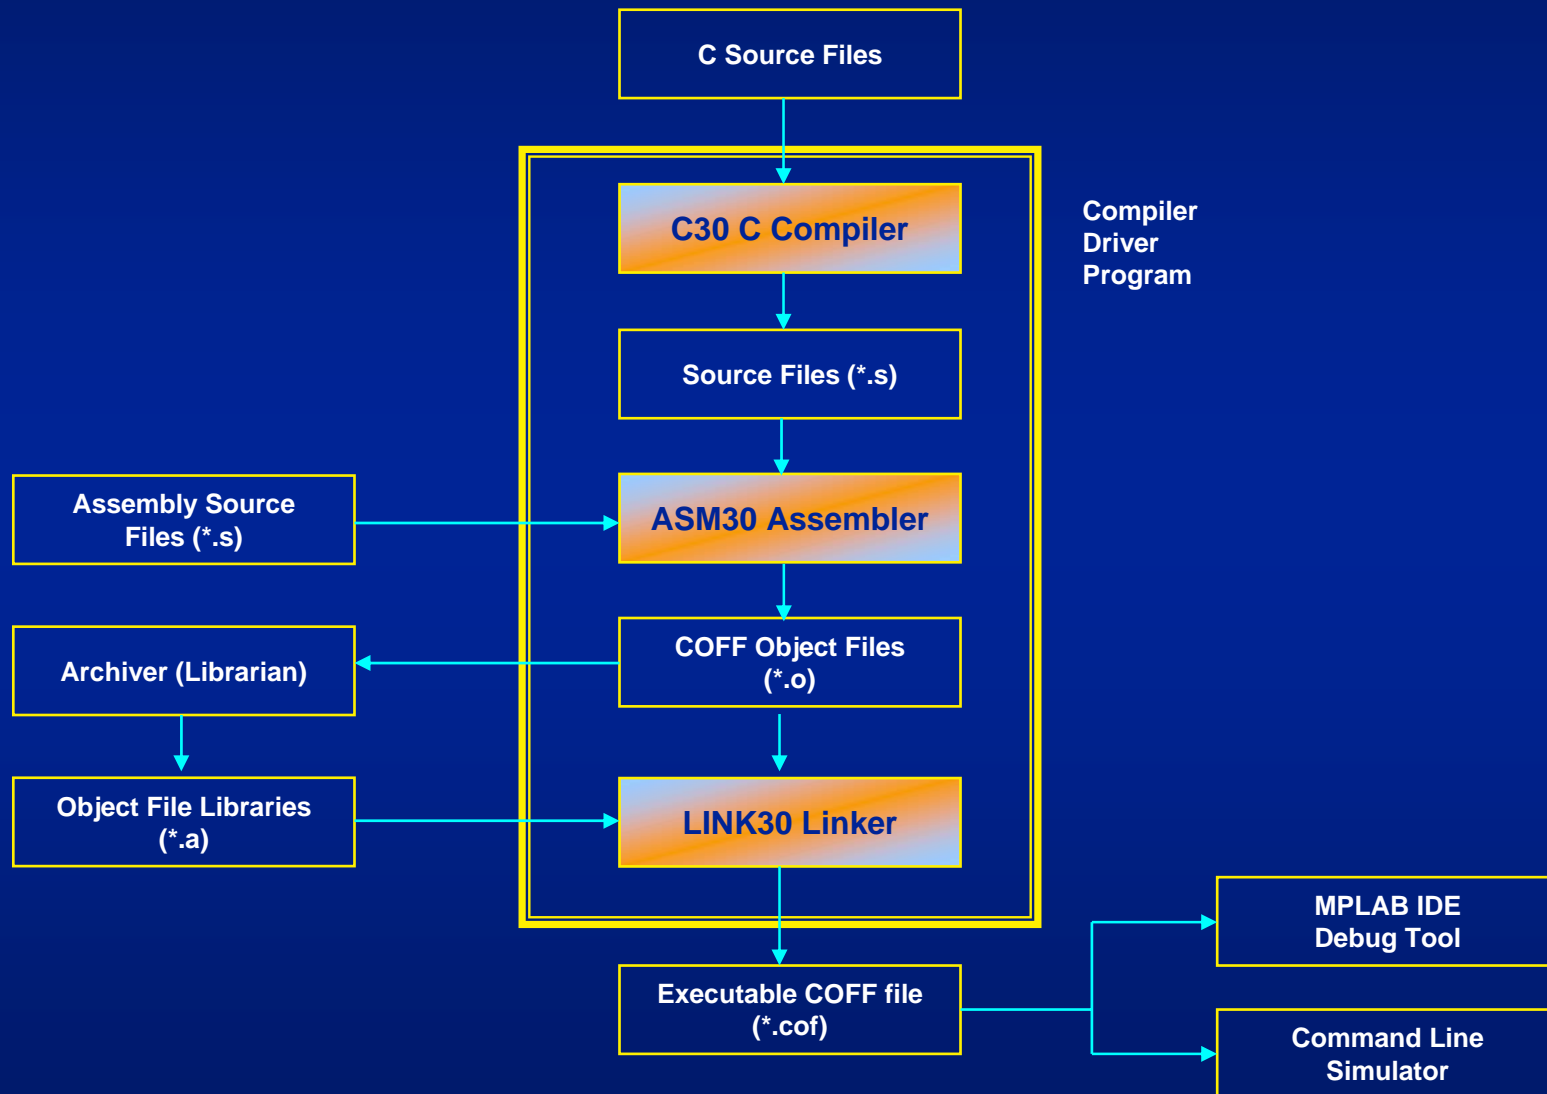 C Source Files
C30 C Compiler
Compiler
Driver
Program
Source Files (*.s)
Assembly Source
Files (*.s)
ASM30 Assembler
Archiver (Librarian)
COFF Object Files
(*.o)
Object File Libraries
(*.a)
LINK30 Linker
MPLAB IDE
Debug Tool
Executable COFF file
(*.cof)
Command Line
Simulator